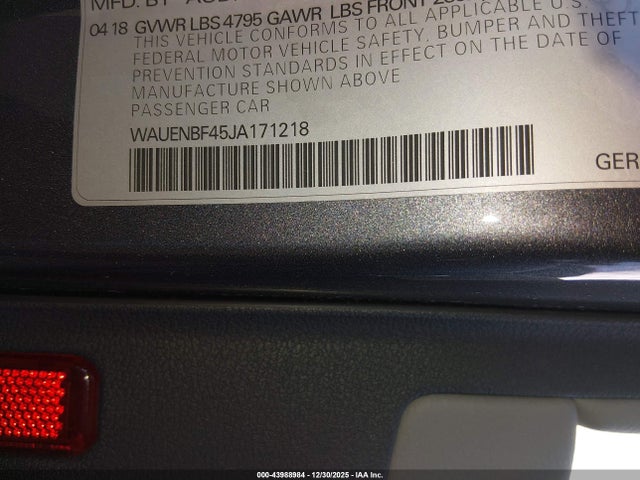 MFD. BY
04 18 GVWR LBS 4795 GAWR LBS FRONT
THIS VEHICLE CONFORMS TO ALL APPLICABLE U.S.
FEDERAL MOTOR VEHICLE SAFETY, BUMPER AND THEFT
PREVENTION STANDARDS IN EFFECT ON THE DATE OF
MANUFACTURE SHOWN ABOVE
PASSENGER CAR
WAUENBF45JA171218
GER
000-43988984 - 12/30/2025 - IAA Inc.